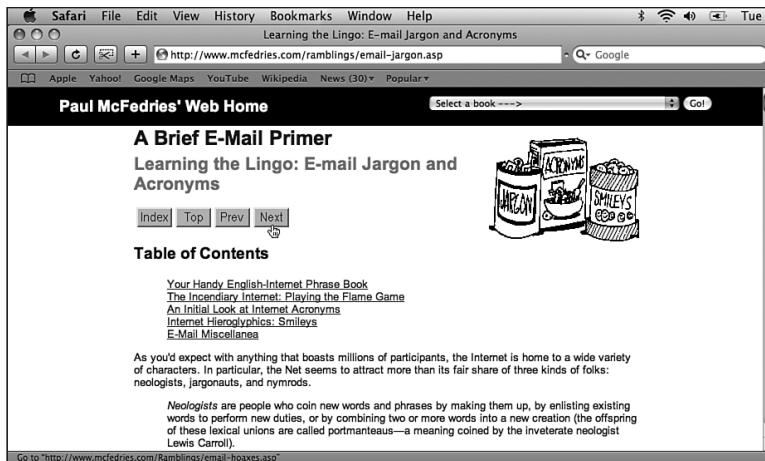 Safari File Edit View History Bookmarks Window Help Tue
Learning the Lingo: E-mail Jargon and Acronyms
http://www.mcfedries.com/ramblings/email-jargon.asp Google
Apple Yahoo! Google Maps YouTube Wikipedia News (30) Popular
Paul McFedries' Web Home Select a book ---> Go!
A Brief E-Mail Primer
Learning the Lingo: E-mail Jargon and
Acronyms
JARGON ACRONYMS SMILEYS
Index Top Prev Next
Table of Contents
Your Handy English-Internet Phrase Book
The Incendiary Internet: Playing the Flame Game
An Initial Look at Internet Acronyms
Internet Hieroglyphics: Smileys
E-Mail Miscellanea
As you'd expect with anything that boasts millions of participants, the Internet is home to a wide variety
of characters. In particular, the Net seems to attract more than its fair share of three kinds of folks:
neologists, jargonauts, and nymrods.
Neologists are people who coin new words and phrases by making them up, by enlisting existing
words to perform new duties, or by combining two or more words into a new creation (the offspring
of these lexical unions are called portmanteaus—a meaning coined by the inveterate neologist
Lewis Carroll).
Go to "http://www.mcfedries.com/Ramblings/email-hoaxes.asp"